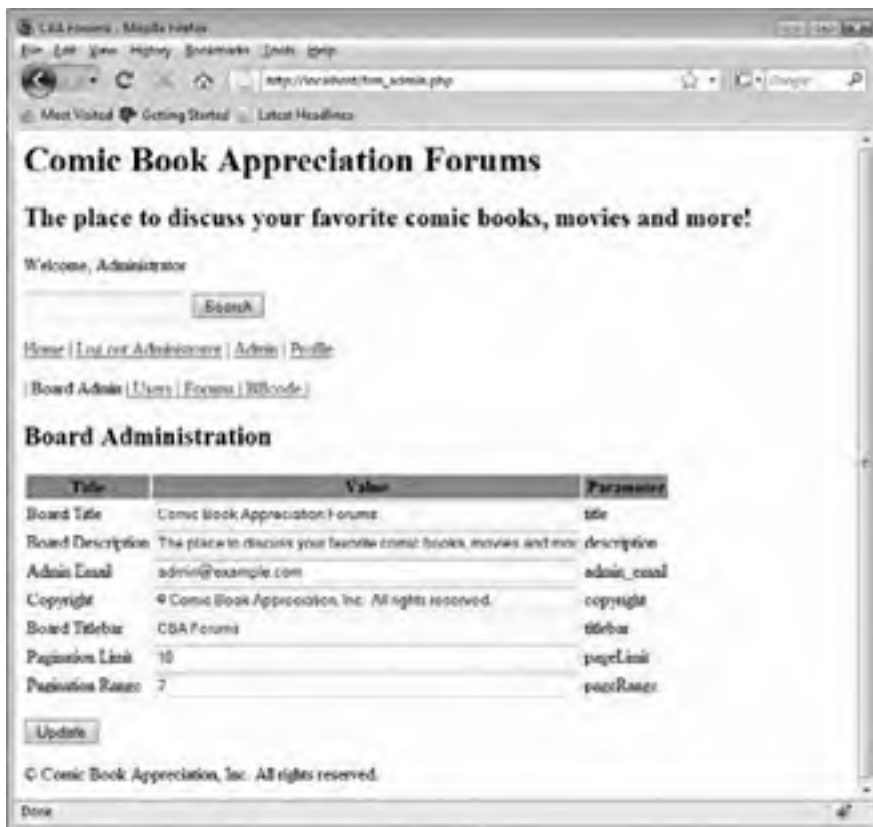 CBA Forums - Mozilla Firefox
File Edit View History Bookmarks Tools Help
http://localhost/frm_admin.php
Google
Most Visited Getting Started Latest Headlines
Comic Book Appreciation Forums
The place to discuss your favorite comic books, movies and more!
Welcome, Administrator
Search
Home | Log out Administrator | Admin | Profile
| Board Admin | Users | Forums | BBcode |
Board Administration
Title Value Parameter
Board Title Comic Book Appreciation Forums title
Board Description The place to discuss your favorite comic books, movies and mor description
Admin Email admin@example.com admin_email
Copyright © Comic Book Appreciation, Inc. All rights reserved. copyright
Board Titlebar CBA Forums titlebar
Pagination Limit 10 pageLimit
Pagination Range 7 pageRange
Update
© Comic Book Appreciation, Inc. All rights reserved.
Done